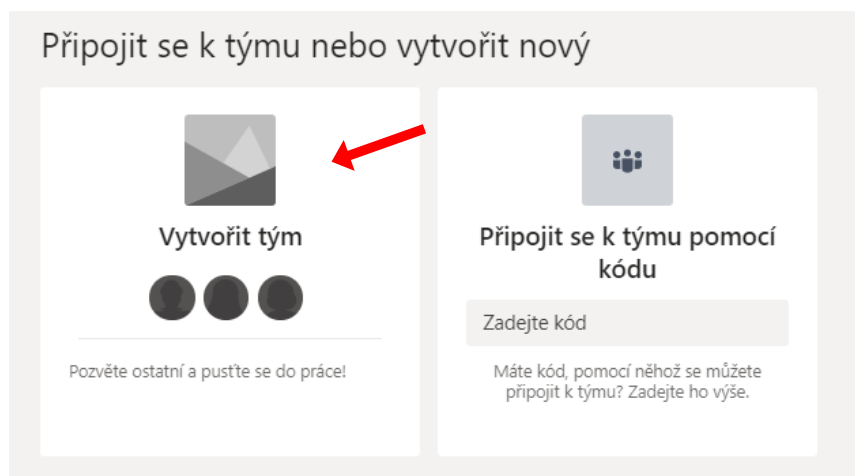 Připojit se k týmu nebo vytvořit nový
Vytvořit tým
Pozvěte ostatní a pusťte se do práce!
Připojit se k týmu pomocí
kódu
Zadejte kód
Máte kód, pomocí něhož se můžete
připojit k týmu? Zadejte ho výše.